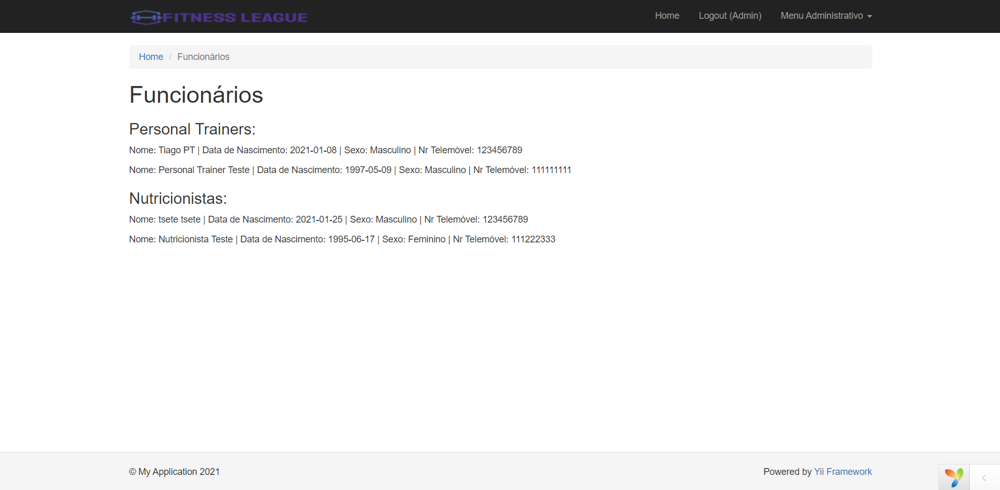 FITNESS LEAGUE
Home Logout (Admin) Menu Administrativo
Home / Funcionários
Funcionários
Personal Trainers:
Nome: Tiago PT | Data de Nascimento: 2021-01-08 | Sexo: Masculino | Nr Telemóvel: 123456789
Nome: Personal Trainer Teste | Data de Nascimento: 1997-05-09 | Sexo: Masculino | Nr Telemóvel: 111111111
Nutricionistas:
Nome: tsete tsete | Data de Nascimento: 2021-01-25 | Sexo: Masculino | Nr Telemóvel: 123456789
Nome: Nutricionista Teste | Data de Nascimento: 1995-06-17 | Sexo: Feminino | Nr Telemóvel: 111222333
© My Application 2021
Powered by Yii Framework